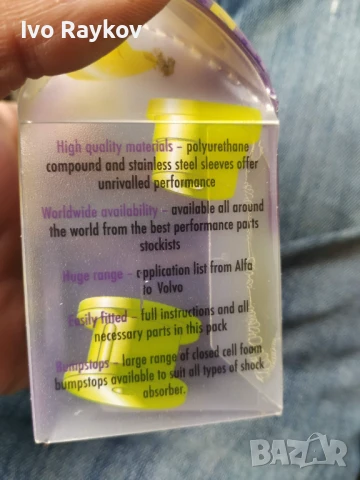 Ivo Raykov
High quality materials – polyurethane
compound and stainless steel sleeves offer
unrivalled performance
Worldwide availability – available all around
the world from the best performance parts
stockists
Huge range – application list from Alfa
to Volvo
Easily fitted – full instructions and all
necessary parts in this pack
Bumpstops – large range of closed cell foam
bumpstops available to suit all types of shock
absorber.
BAZAR